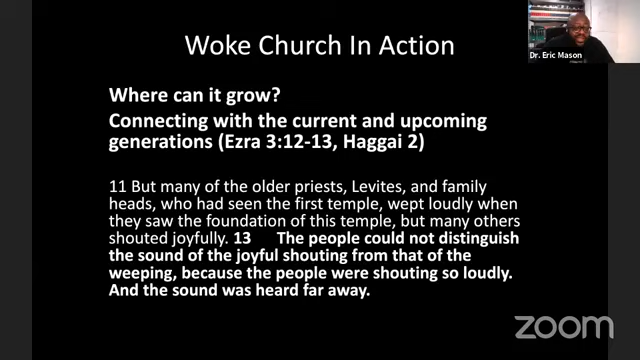 Woke Church In Action
Dr. Eric Mason
Where can it grow?
Connecting with the current and upcoming
generations (Ezra 3:12-13, Haggai 2)
11 But many of the older priests, Levites, and family
heads, who had seen the first temple, wept loudly when
they saw the foundation of this temple, but many others
shouted joyfully. 13 The people could not distinguish
the sound of the joyful shouting from that of the
weeping, because the people were shouting so loudly.
And the sound was heard far away.
zoom